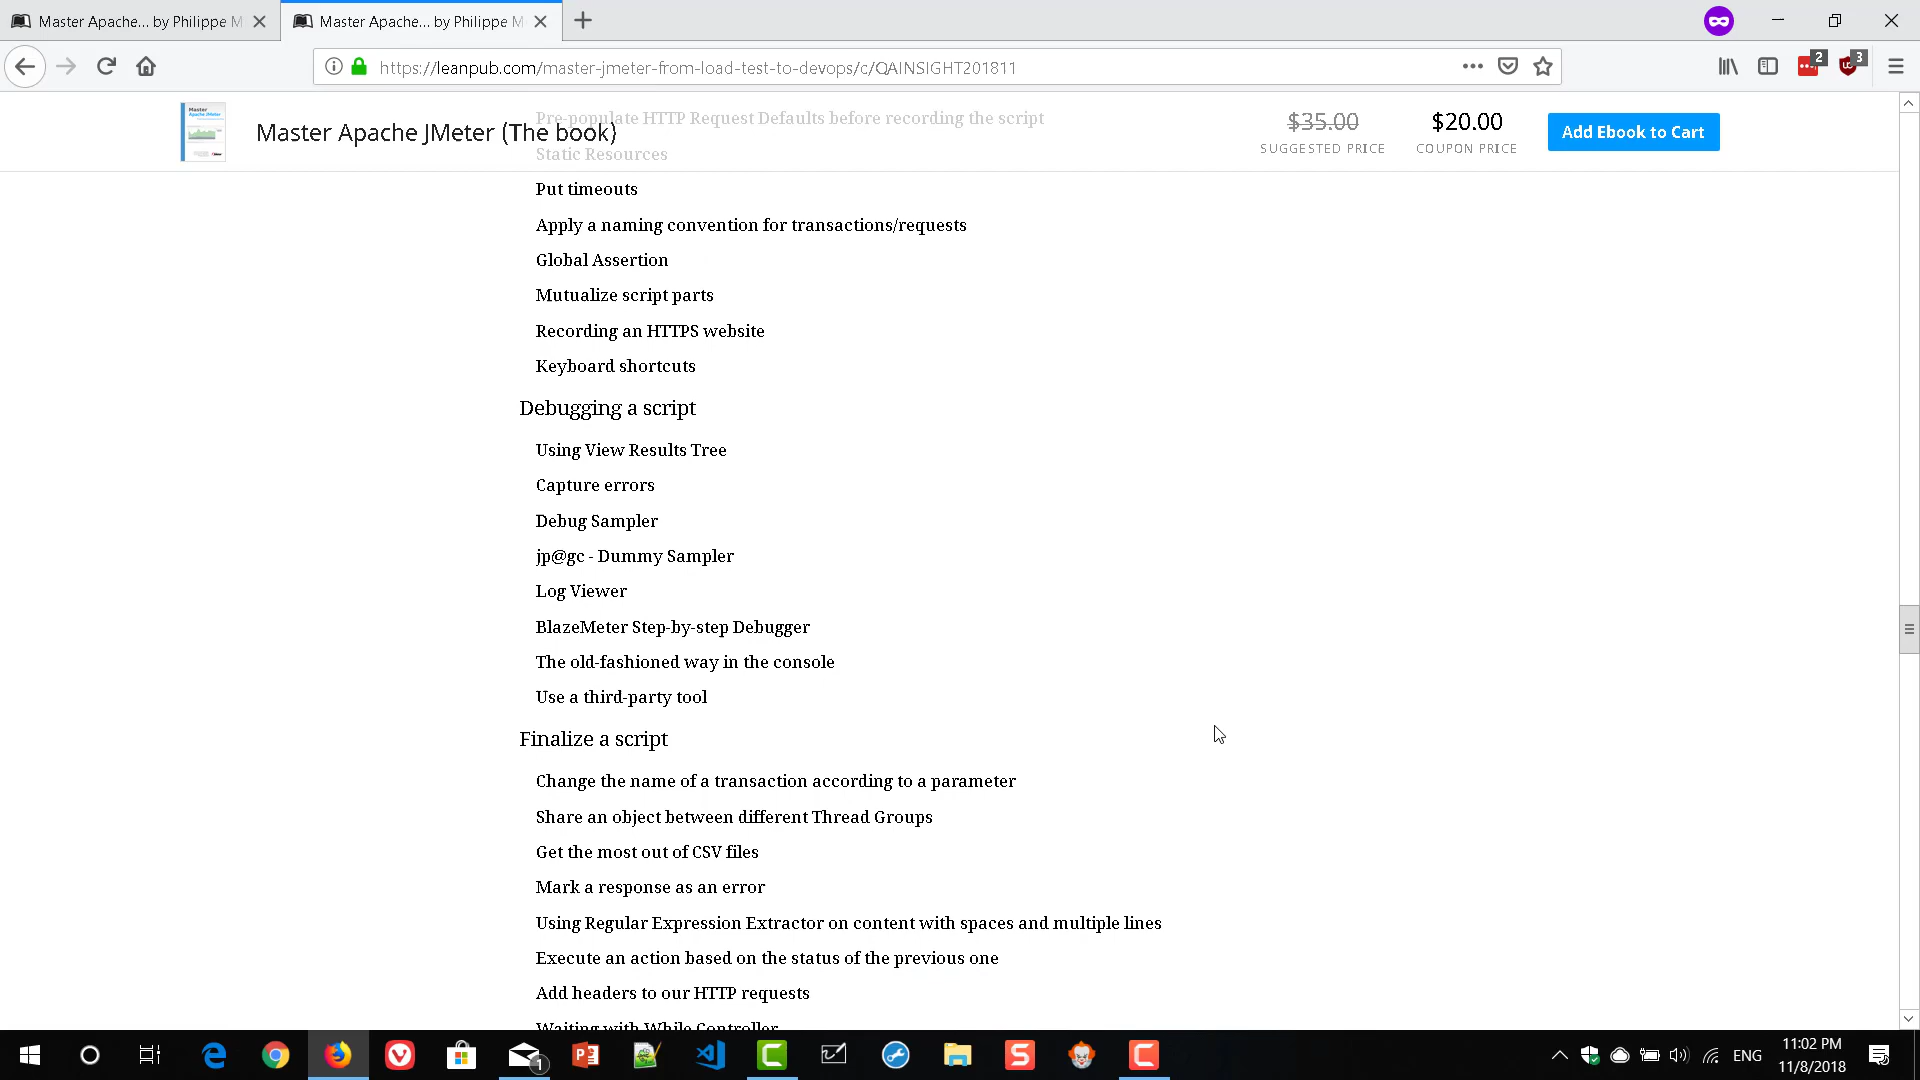 Master Apache... by Philippe M
Master Apache... by Philippe M
https://leanpub.com/master-jmeter-from-load-test-to-devops/c/QAINSIGHT201811
2
3
Master Apache JMeter (The book)
$35.00
SUGGESTED PRICE
$20.00
COUPON PRICE
Add Ebook to Cart
Pre-populate HTTP Request Defaults before recording the script
Static Resources
Put timeouts
Apply a naming convention for transactions/requests
Global Assertion
Mutualize script parts
Recording an HTTPS website
Keyboard shortcuts
Debugging a script
Using View Results Tree
Capture errors
Debug Sampler
jp@gc - Dummy Sampler
Log Viewer
BlazeMeter Step-by-step Debugger
The old-fashioned way in the console
Use a third-party tool
Finalize a script
Change the name of a transaction according to a parameter
Share an object between different Thread Groups
Get the most out of CSV files
Mark a response as an error
Using Regular Expression Extractor on content with spaces and multiple lines
Execute an action based on the status of the previous one
Add headers to our HTTP requests
Waiting with While Controller
1
ENG
11:02 PM
11/8/2018